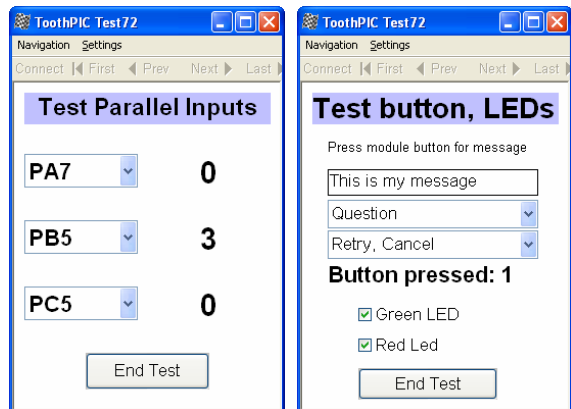 ToothPIC Test72
Navigation Settings
Connect First Prev Next Last
Test Parallel Inputs
PA7 0
PB5 3
PC5 0
End Test
ToothPIC Test72
Navigation Settings
Connect First Prev Next Last
Test button, LEDs
Press module button for message
This is my message
Question
Retry, Cancel
Button pressed: 1
Green LED
Red Led
End Test